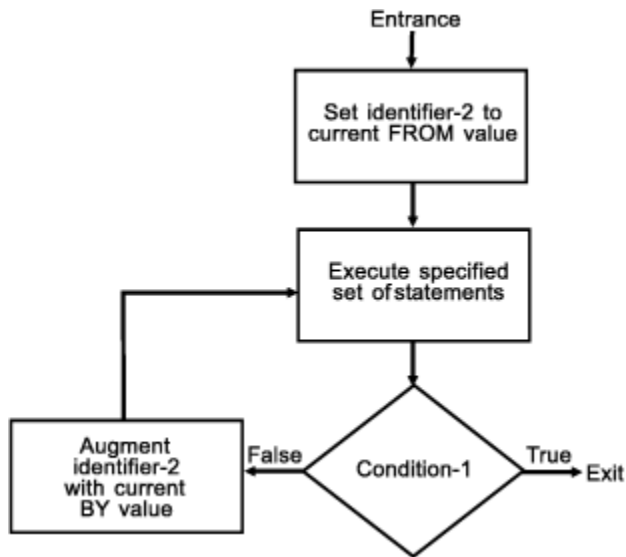 Entrance
Set identifier-2 to
current FROM value
Execute specified
set of statements
Condition-1
True
Exit
False
Augment
identifier-2
with current
BY value